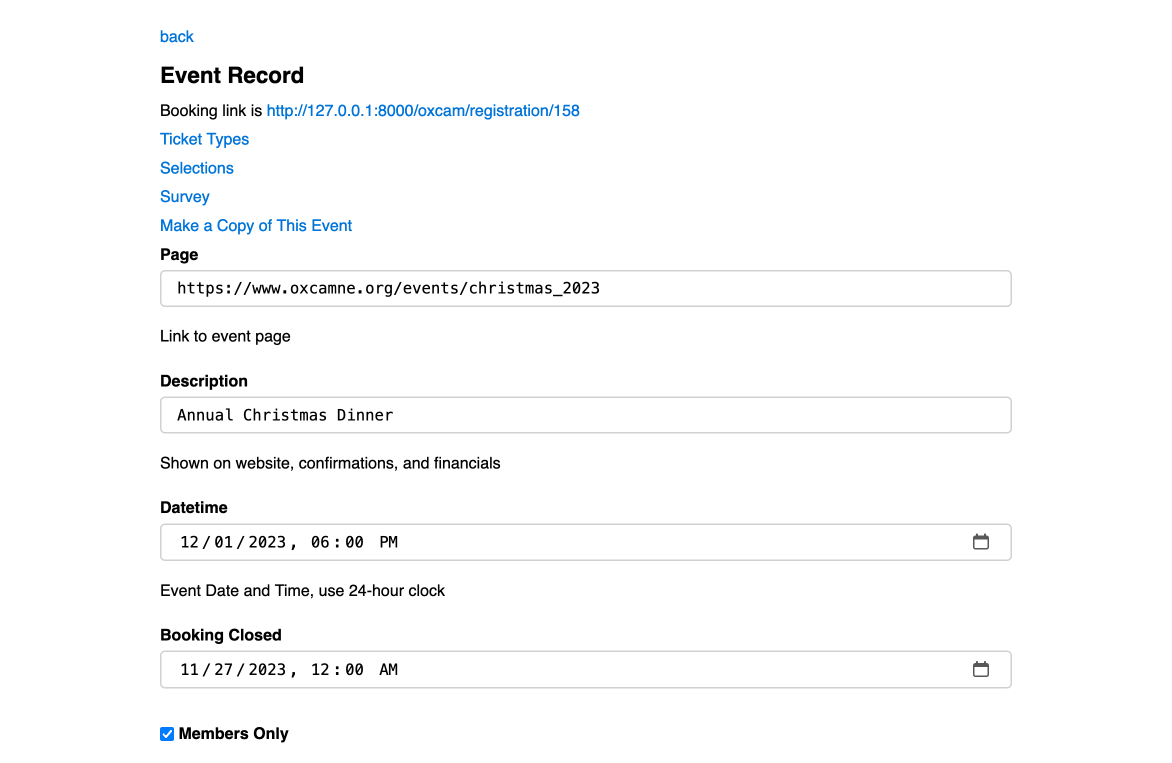 back
Event Record
Booking link is http://127.0.0.1:8000/oxcam/registration/158
Ticket Types
Selections
Survey
Make a Copy of This Event
Page
https://www.oxcamne.org/events/christmas_2023
Link to event page
Description
Annual Christmas Dinner
Shown on website, confirmations, and financials
Datetime
12/01/2023, 06:00 PM
Event Date and Time, use 24-hour clock
Booking Closed
11/27/2023, 12:00 AM
Members Only